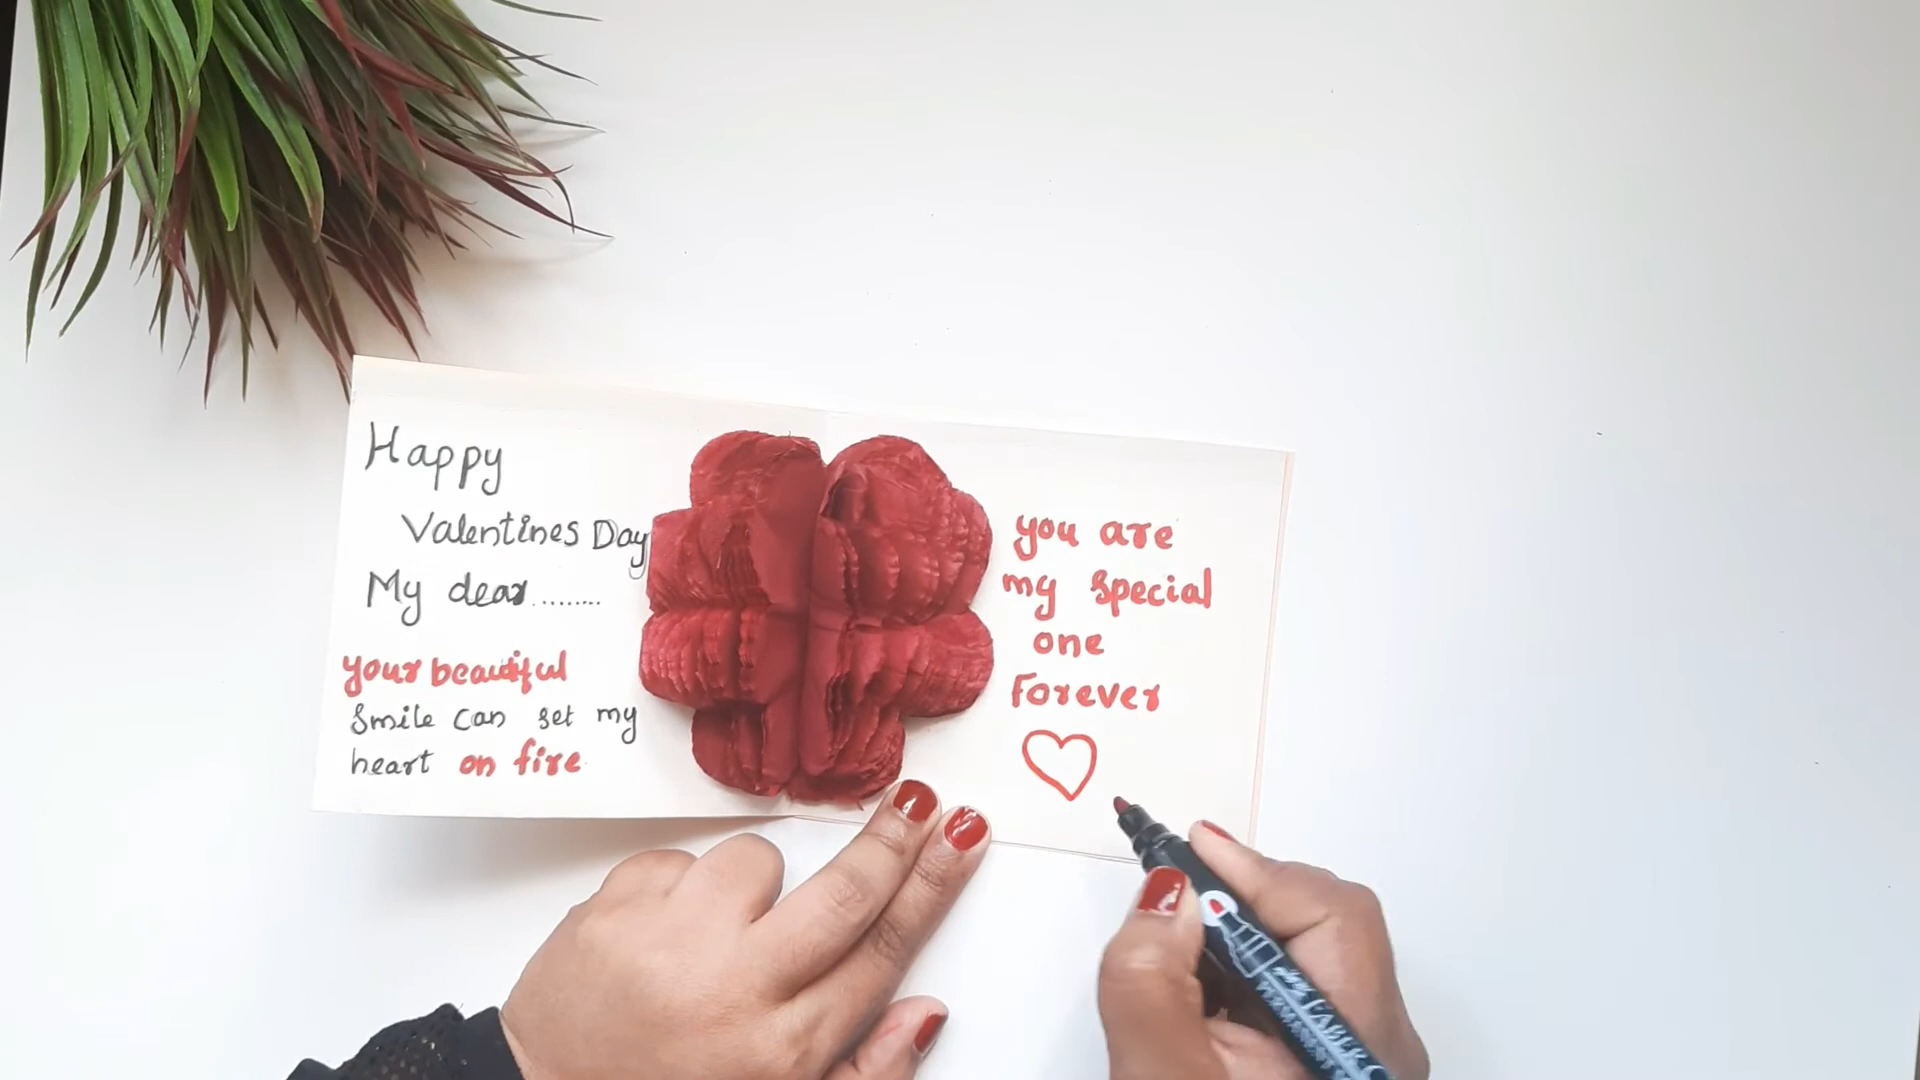 Happy
Valentines Day
My dear........
your beautiful
Smile can set my
heart on fire
you are
my special
one
Forever